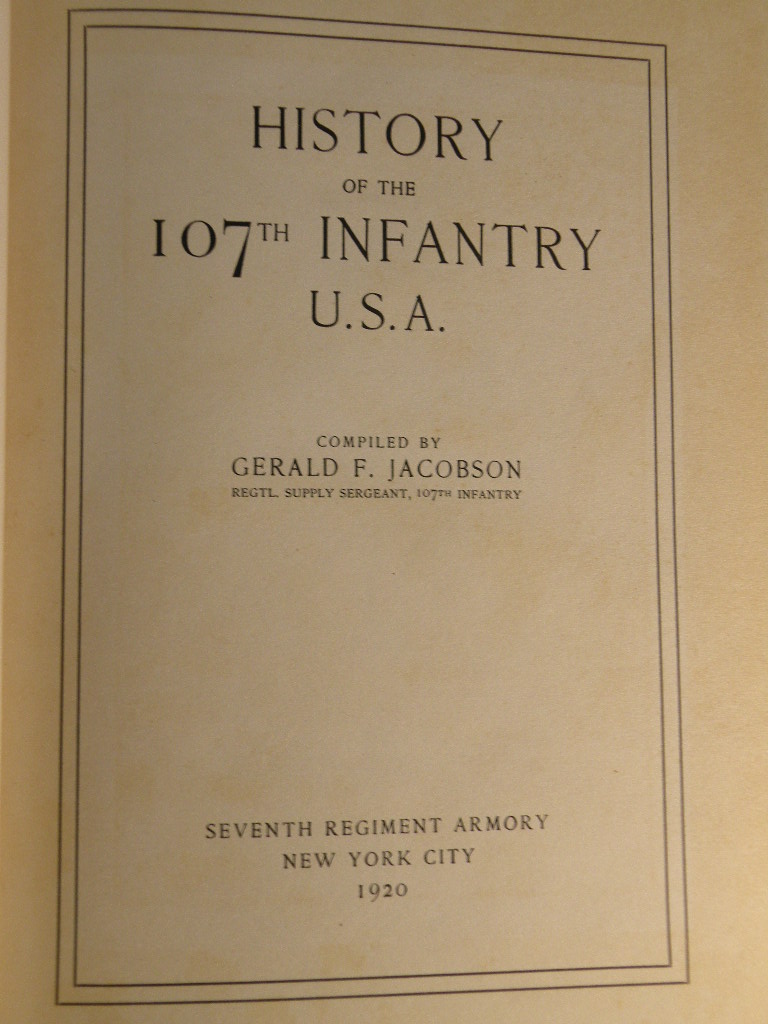 HISTORY
OF THE
107TH INFANTRY
U.S.A.
COMPILED BY
GERALD F. JACOBSON
REGTL. SUPPLY SERGEANT, 107TH INFANTRY
SEVENTH REGIMENT ARMORY
NEW YORK CITY
1920